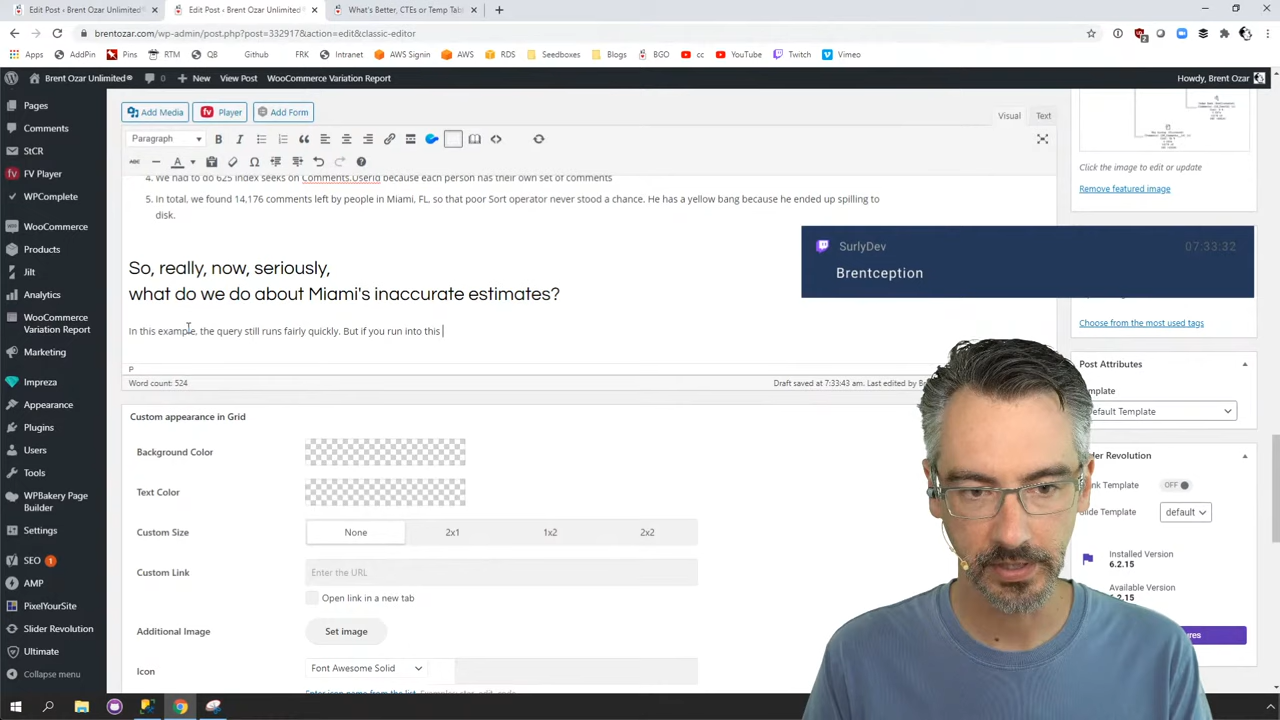 Edit Post ‹ Brent Ozar Unlimited®
Edit Post ‹ Brent Ozar Unlimited®
What's Better, CTEs or Temp Tab
brentozar.com/wp-admin/post.php?post=332917&action=edit&classic-editor
Apps
AddPin
Pins
RTM
QB
Github
FRK
Intranet
AWS Signin
AWS
RDS
Seedboxes
Blogs
BGO
cc
YouTube
Twitch
Vimeo
Brent Ozar Unlimited®
0
New
View Post
WooCommerce Variation Report
Howdy, Brent Ozar
Pages
Comments
StCR
FV Player
WPComplete
WooCommerce
Products
Jilt
Analytics
WooCommerce
Variation Report
Marketing
Impreza
Appearance
Plugins
Users
Tools
WPBakery Page
Builder
Settings
SEO 1
AMP
PixelYourSite
Slider Revolution
Ultimate
Collapse menu
Add Media
Player
Add Form
Visual
Text
Paragraph
4. We had to do 625 index seeks on Comments.UserId because each person has their own set of comments
5. In total, we found 14,176 comments left by people in Miami, FL, so that poor Sort operator never stood a chance. He has a yellow bang because he ended up spilling to
disk.
So, really, now, seriously,
what do we do about Miami's inaccurate estimates?
In this example, the query still runs fairly quickly. But if you run into this
P
Word count: 524
Draft saved at 7:33:43 am. Last edited by
SurlyDev
07:33:32
Brentception
Custom appearance in Grid
Background Color
Text Color
Custom Size
None
2x1
1x2
2x2
Custom Link
Enter the URL
Open link in a new tab
Additional Image
Set image
Icon
Font Awesome Solid
Click the image to edit or update
Remove featured image
Choose from the most used tags
Post Attributes
Template
Default Template
Slider Revolution
Blank Template
OFF
Slide Template
default
Installed Version
6.2.15
Available Version
6.2.15